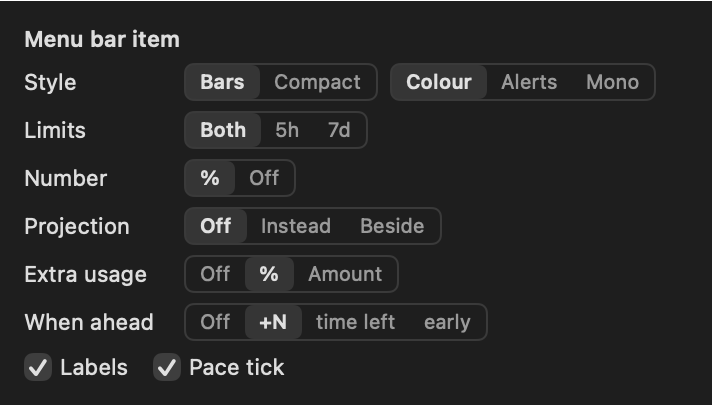 Menu bar item
Style Bars Compact Colour Alerts Mono
Limits Both 5h 7d
Number % Off
Projection Off Instead Beside
Extra usage Off % Amount
When ahead Off +N time left early
Labels Pace tick